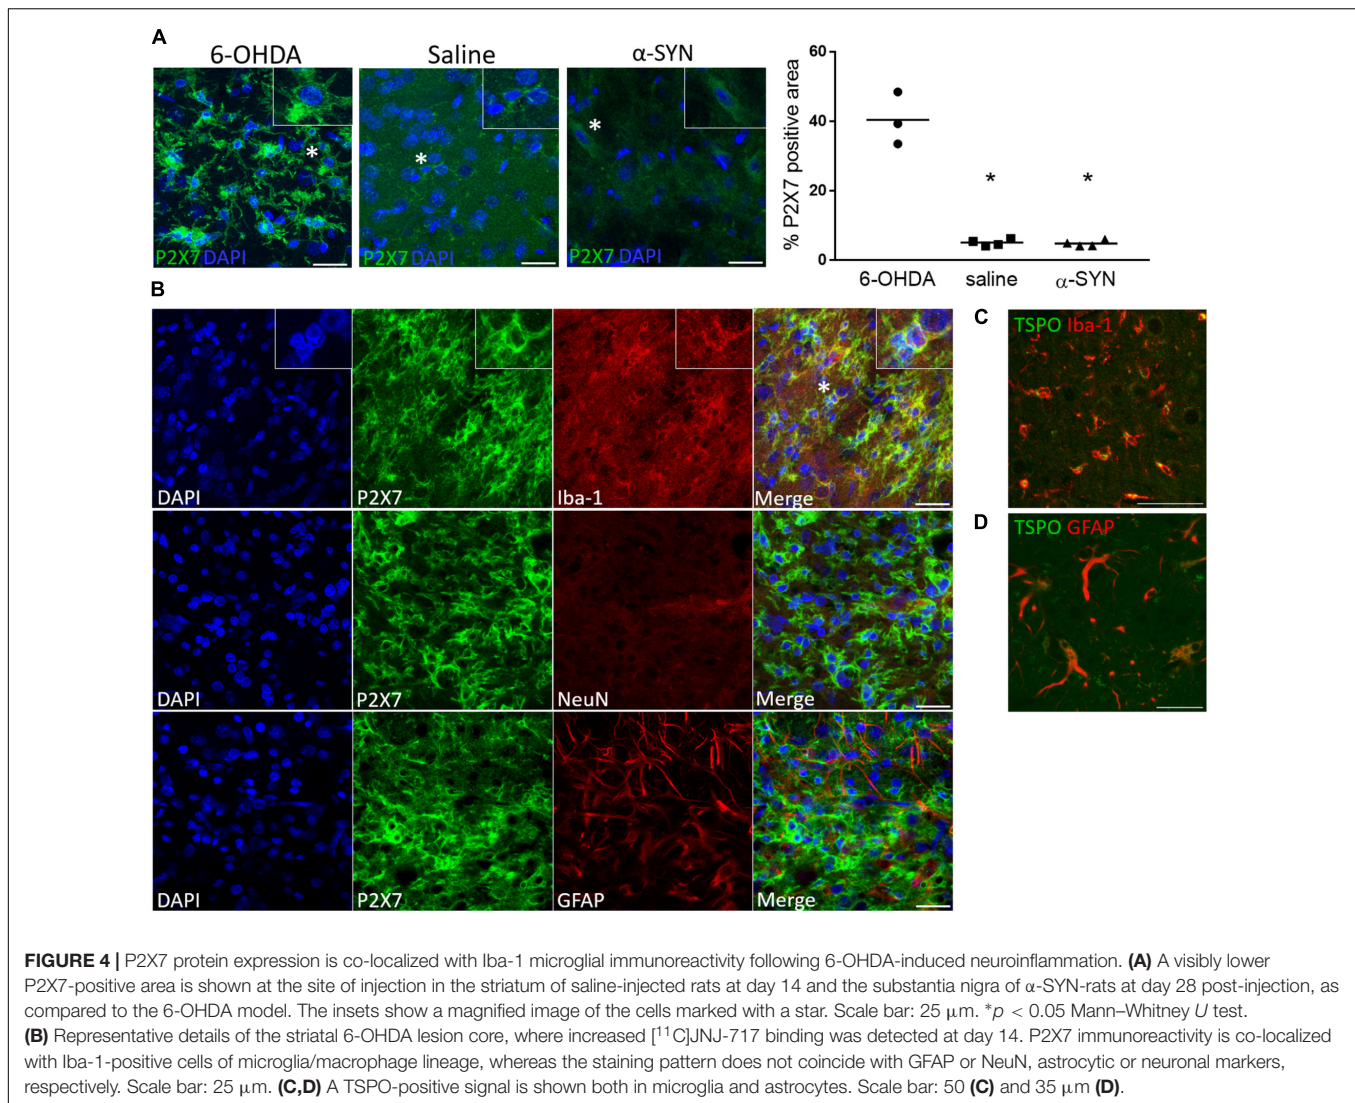 A
6-OHDA
Saline
α-SYN
P2X7 DAPI
P2X7 DAPI
P2X7 DAPI
% P2X7 positive area
60
40
20
0
*
*
*
*
*
6-OHDA
saline
α-SYN
B
DAPI
P2X7
Iba-1
*
Merge
DAPI
P2X7
NeuN
Merge
DAPI
P2X7
GFAP
Merge
C
TSPO Iba-1
D
TSPO GFAP
FIGURE 4 | P2X7 protein expression is co-localized with Iba-1 microglial immunoreactivity following 6-OHDA-induced neuroinflammation. (A) A visibly lower
P2X7-positive area is shown at the site of injection in the striatum of saline-injected rats at day 14 and the substantia nigra of α-SYN-rats at day 28 post-injection, as
compared to the 6-OHDA model. The insets show a magnified image of the cells marked with a star. Scale bar: 25 μm. *p < 0.05 Mann–Whitney U test.
(B) Representative details of the striatal 6-OHDA lesion core, where increased [¹¹C]JNJ-717 binding was detected at day 14. P2X7 immunoreactivity is co-localized
with Iba-1-positive cells of microglia/macrophage lineage, whereas the staining pattern does not coincide with GFAP or NeuN, astrocytic or neuronal markers,
respectively. Scale bar: 25 μm. (C,D) A TSPO-positive signal is shown both in microglia and astrocytes. Scale bar: 50 (C) and 35 μm (D).